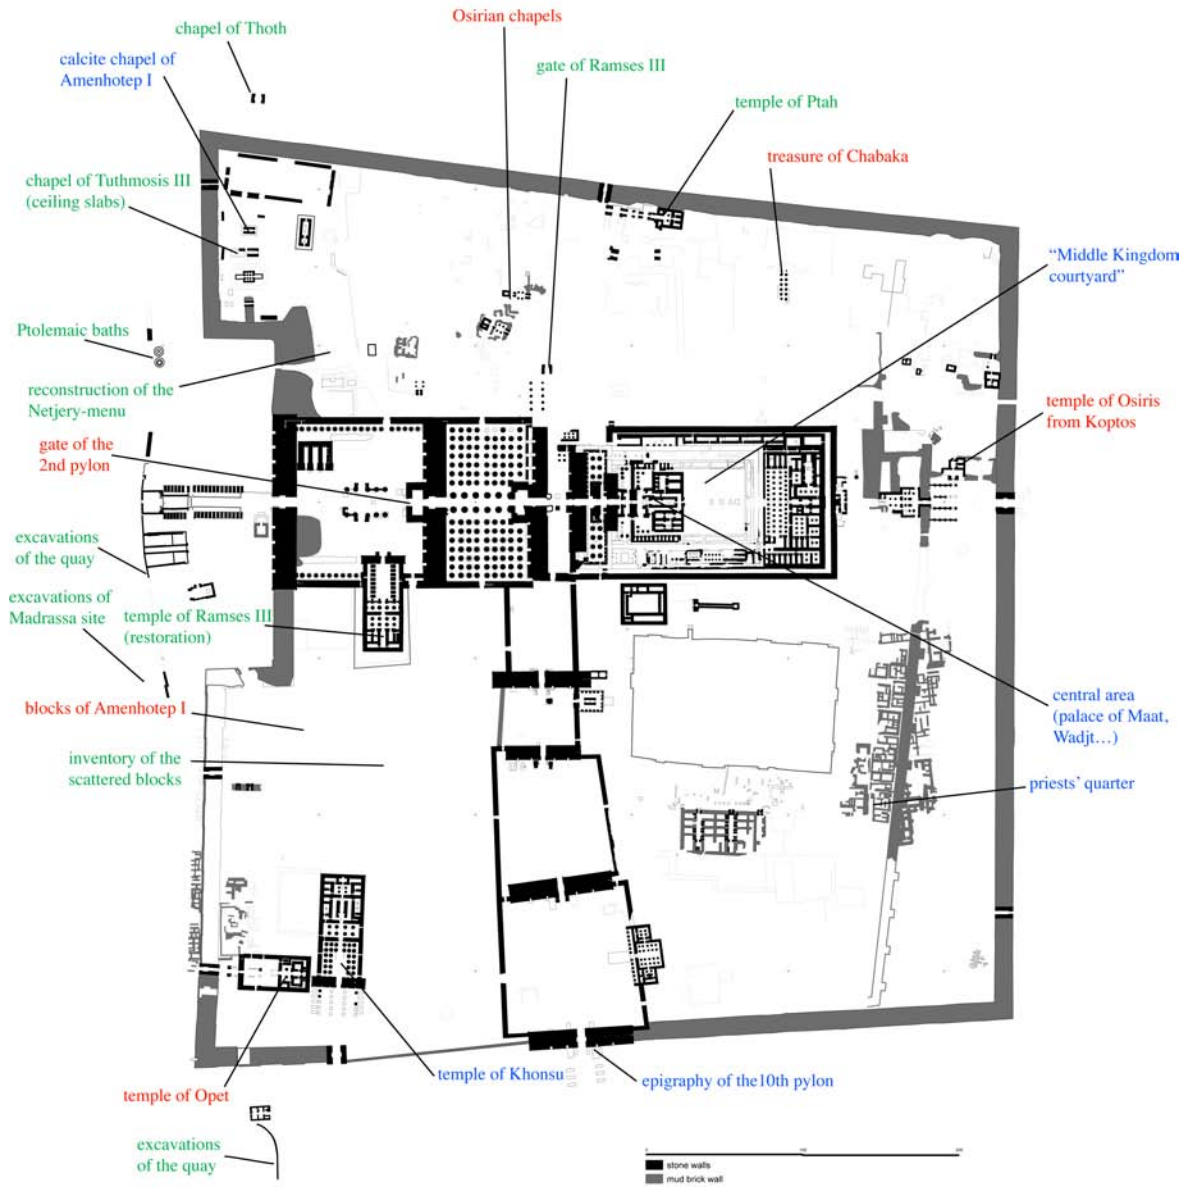 Osirian chapels
chapel of Thoth
calcite chapel of
Amenhotep I
gate of Ramses III
temple of Ptah
treasure of Chabaka
chapel of Tuthmosis III
(ceiling slabs)
“Middle Kingdom
courtyard”
Ptolemaic baths
reconstruction of the
Netjery-menu
gate of the
2nd pylon
temple of Osiris
from Koptos
excavations
of the quay
excavations of
Madrassa site
temple of Ramses III
(restoration)
blocks of Amenhotep I
central area
(palace of Maat,
Wadjt…)
inventory of the
scattered blocks
priests’ quarter
temple of Khonsu
epigraphy of the10th pylon
temple of Opet
excavations
of the quay
0 100 200
stone walls
mud brick wall